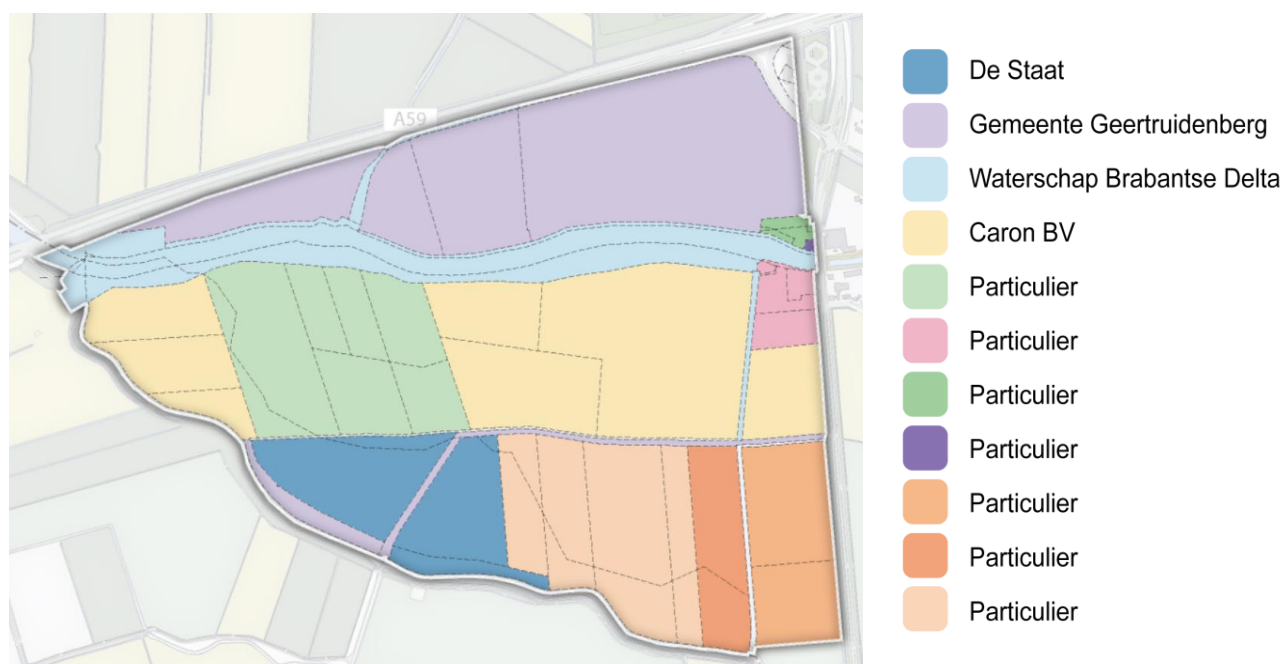 A59
De Staat
Gemeente Geertruidenberg
Waterschap Brabantse Delta
Caron BV
Particulier
Particulier
Particulier
Particulier
Particulier
Particulier
Particulier